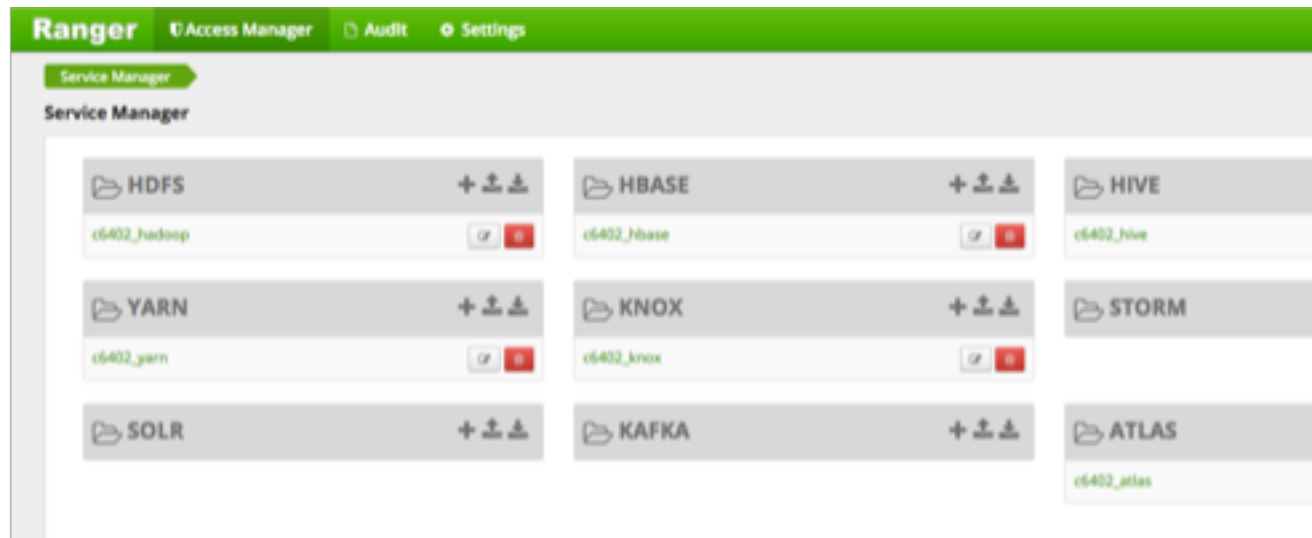 Ranger Access Manager Audit Settings
Service Manager
Service Manager
HDFS HBASE HIVE
c6402_hadoop c6402_hbase c6402_hive
YARN KNOX STORM
c6402_yarn c6402_knox
SOLR KAFKA ATLAS
c6402_atlas